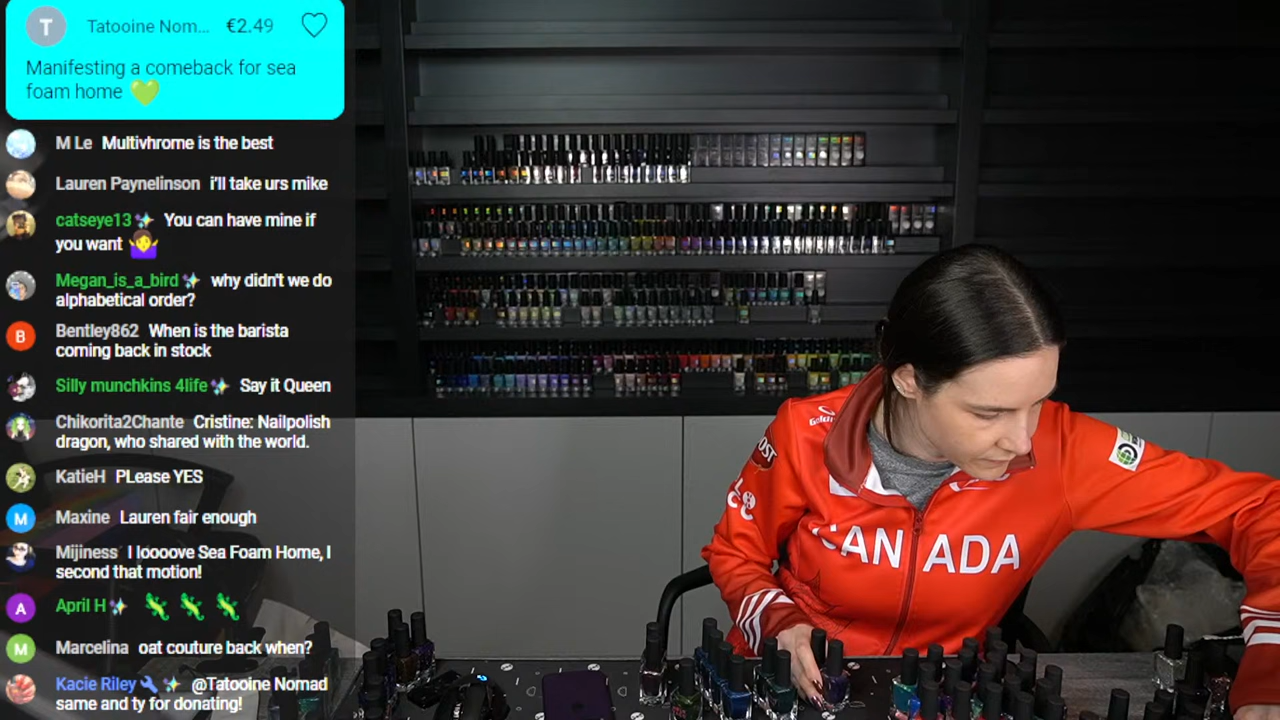 T Tatooine Nom... €2.49
Manifesting a comeback for sea
foam home 💚
M Le Multivhrome is the best
Lauren Paynelinson i'll take urs mike
catseye13✨ You can have mine if
you want 🤷
Megan_is_a_bird✨ why didn't we do
alphabetical order?
B Bentley862 When is the barista
coming back in stock
Silly munchkins 4life✨ Say it Queen
Chikorita2Chante Cristine: Nailpolish
dragon, who shared with the world.
KatieH PLease YES
M Maxine Lauren fair enough
Mijiness I loooove Sea Foam Home, I
second that motion!
A April H✨ 🦎 🦎 🦎
M Marcelina oat couture back when?
Kacie Riley🔧✨ @Tatooine Nomad
same and ty for donating!
CANADA